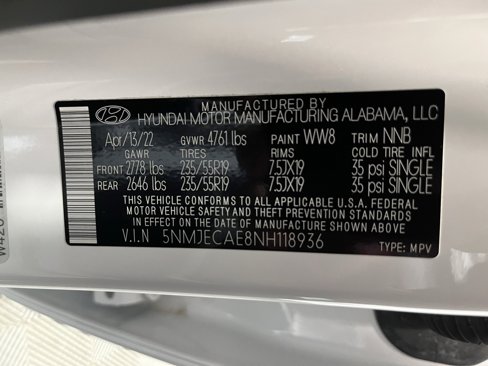 MANUFACTURED BY
HYUNDAI MOTOR MANUFACTURING ALABAMA, LLC
Apr/13/22 GVWR 4761 lbs PAINT WW8 TRIM NNB
GAWR TIRES RIMS COLD TIRE INFL
FRONT 2778 lbs 235/55R19 7.5JX19 35 psi SINGLE
REAR 2646 lbs 235/55R19 7.5JX19 35 psi SINGLE
THIS VEHICLE CONFORMS TO ALL APPLICABLE U.S.A. FEDERAL
MOTOR VEHICLE SAFETY AND THEFT PREVENTION STANDARDS
IN EFFECT ON THE DATE OF MANUFACTURE SHOWN ABOVE
V.I.N 5NMJECAE8NH118936 TYPE: MPV